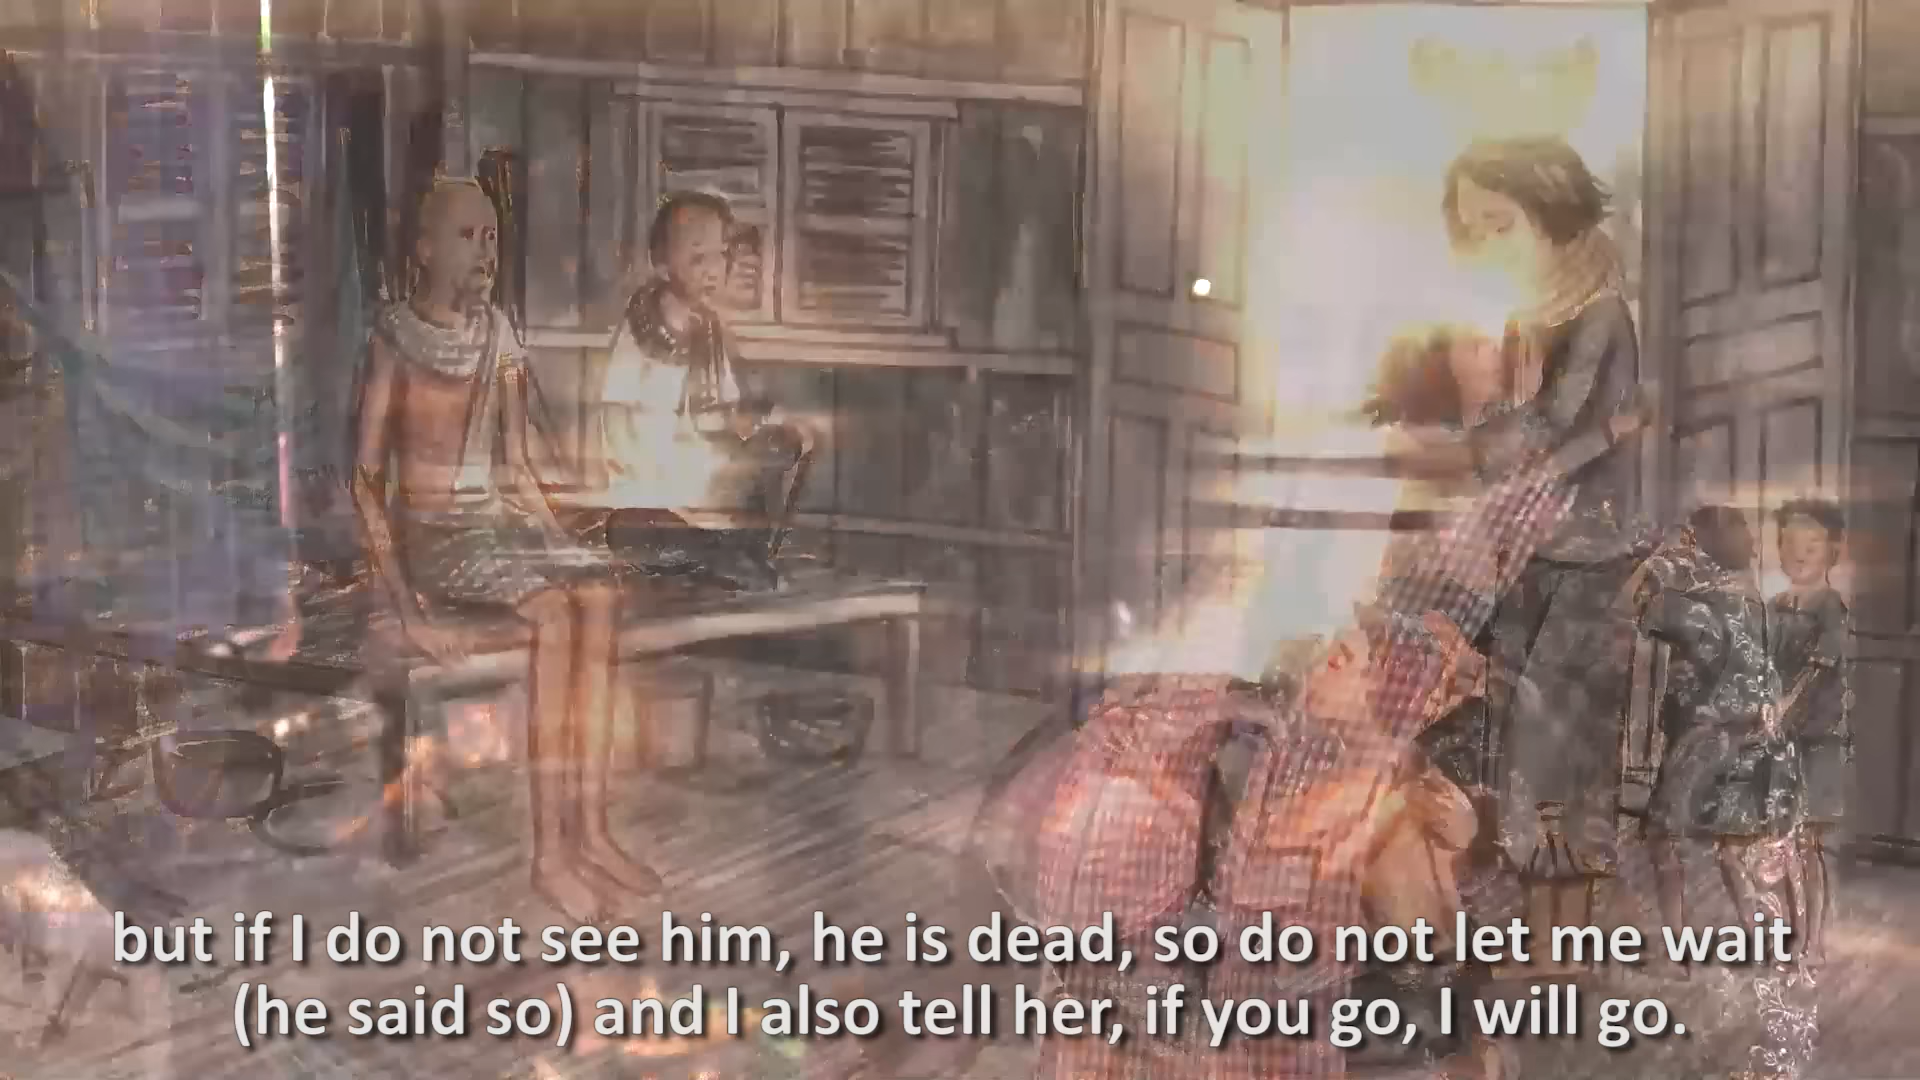 but if I do not see him, he is dead, so do not let me wait
(he said so) and I also tell her, if you go, I will go.